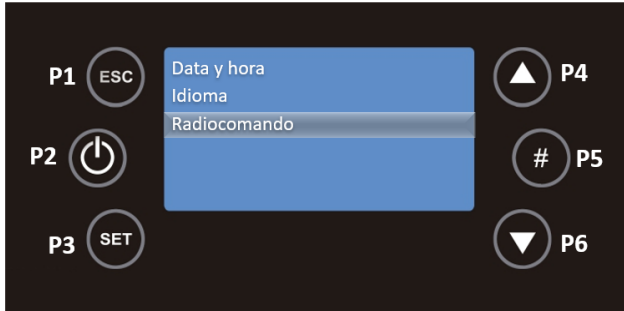 P1 ESC
Data y hora
Idioma
Radiocomando
P4
P2
# P5
P3 SET
P6